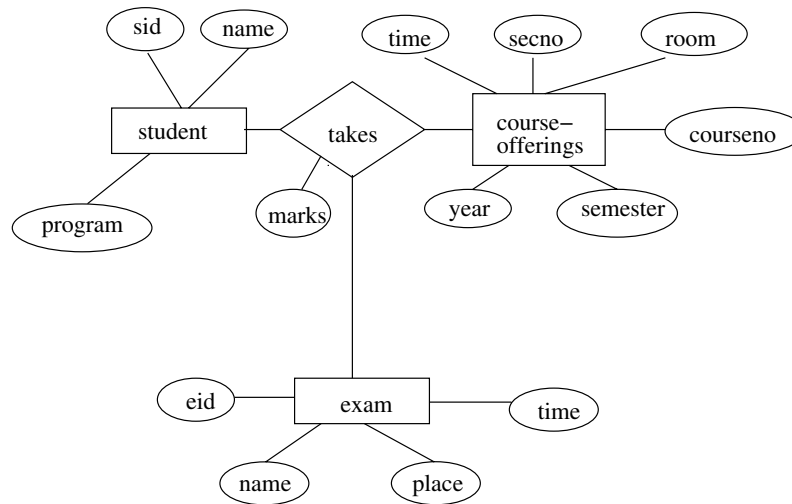 sid
name
time
secno
room
student
takes
course−
offerings
courseno
program
marks
year
semester
eid
exam
time
name
place